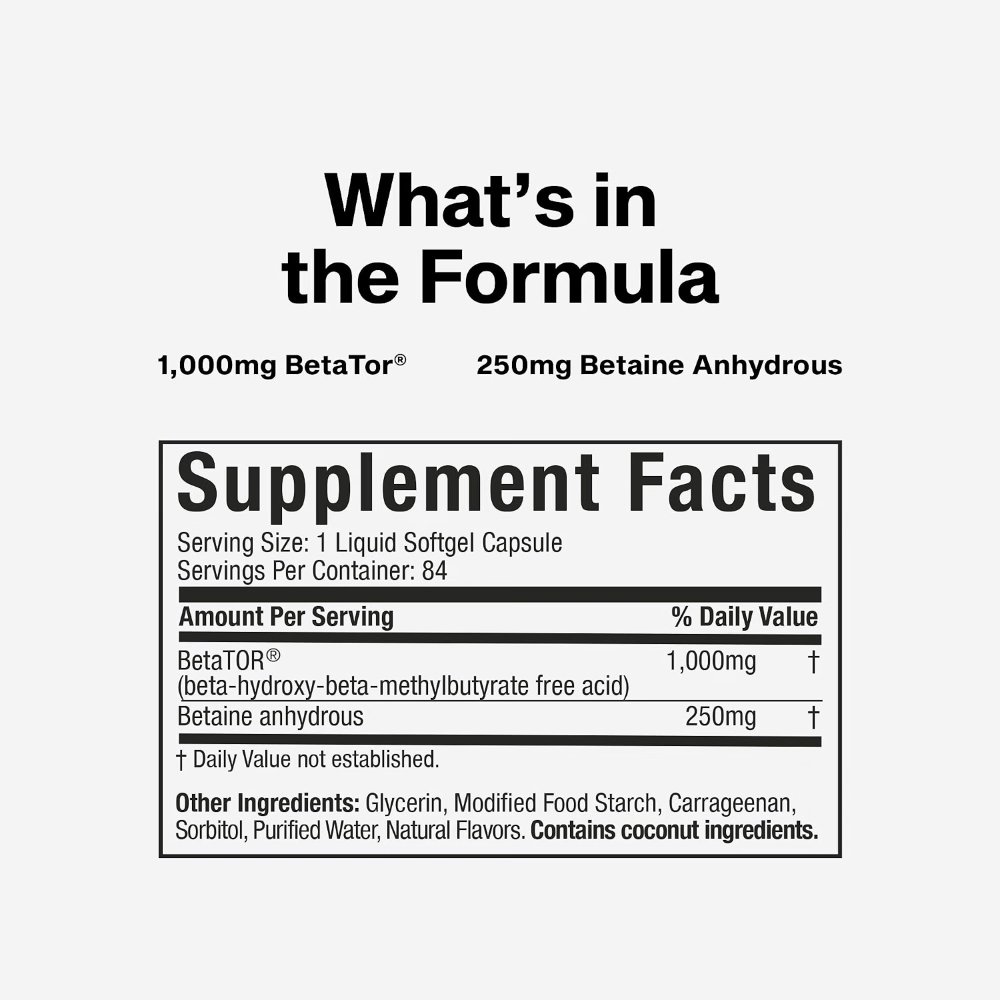 What’s in
the Formula
1,000mg BetaTor®
250mg Betaine Anhydrous
Supplement Facts
Serving Size: 1 Liquid Softgel Capsule
Servings Per Container: 84
Amount Per Serving % Daily Value
BetaTOR® 1,000mg †
(beta-hydroxy-beta-methylbutyrate free acid)
Betaine anhydrous 250mg †
† Daily Value not established.
Other Ingredients: Glycerin, Modified Food Starch, Carrageenan,
Sorbitol, Purified Water, Natural Flavors. Contains coconut ingredients.